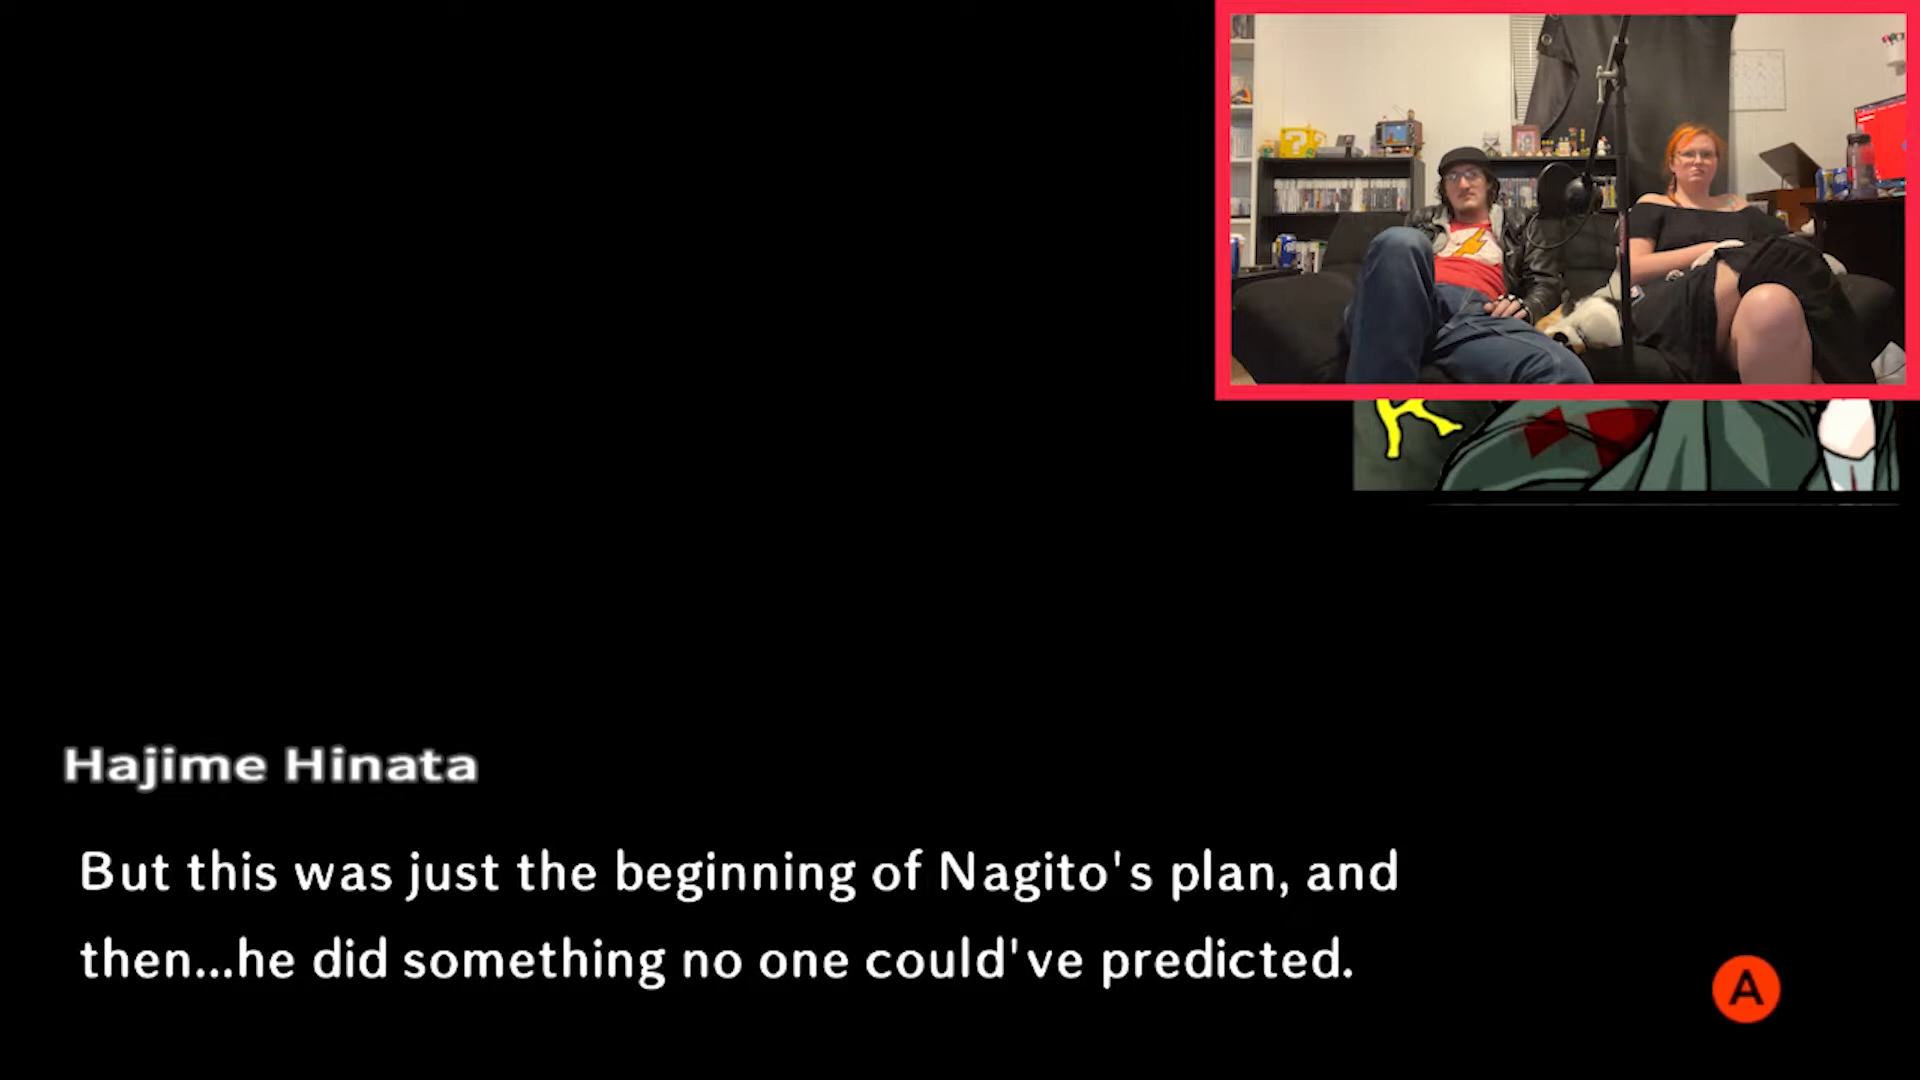 Hajime Hinata
But this was just the beginning of Nagito's plan, and
then...he did something no one could've predicted.
A